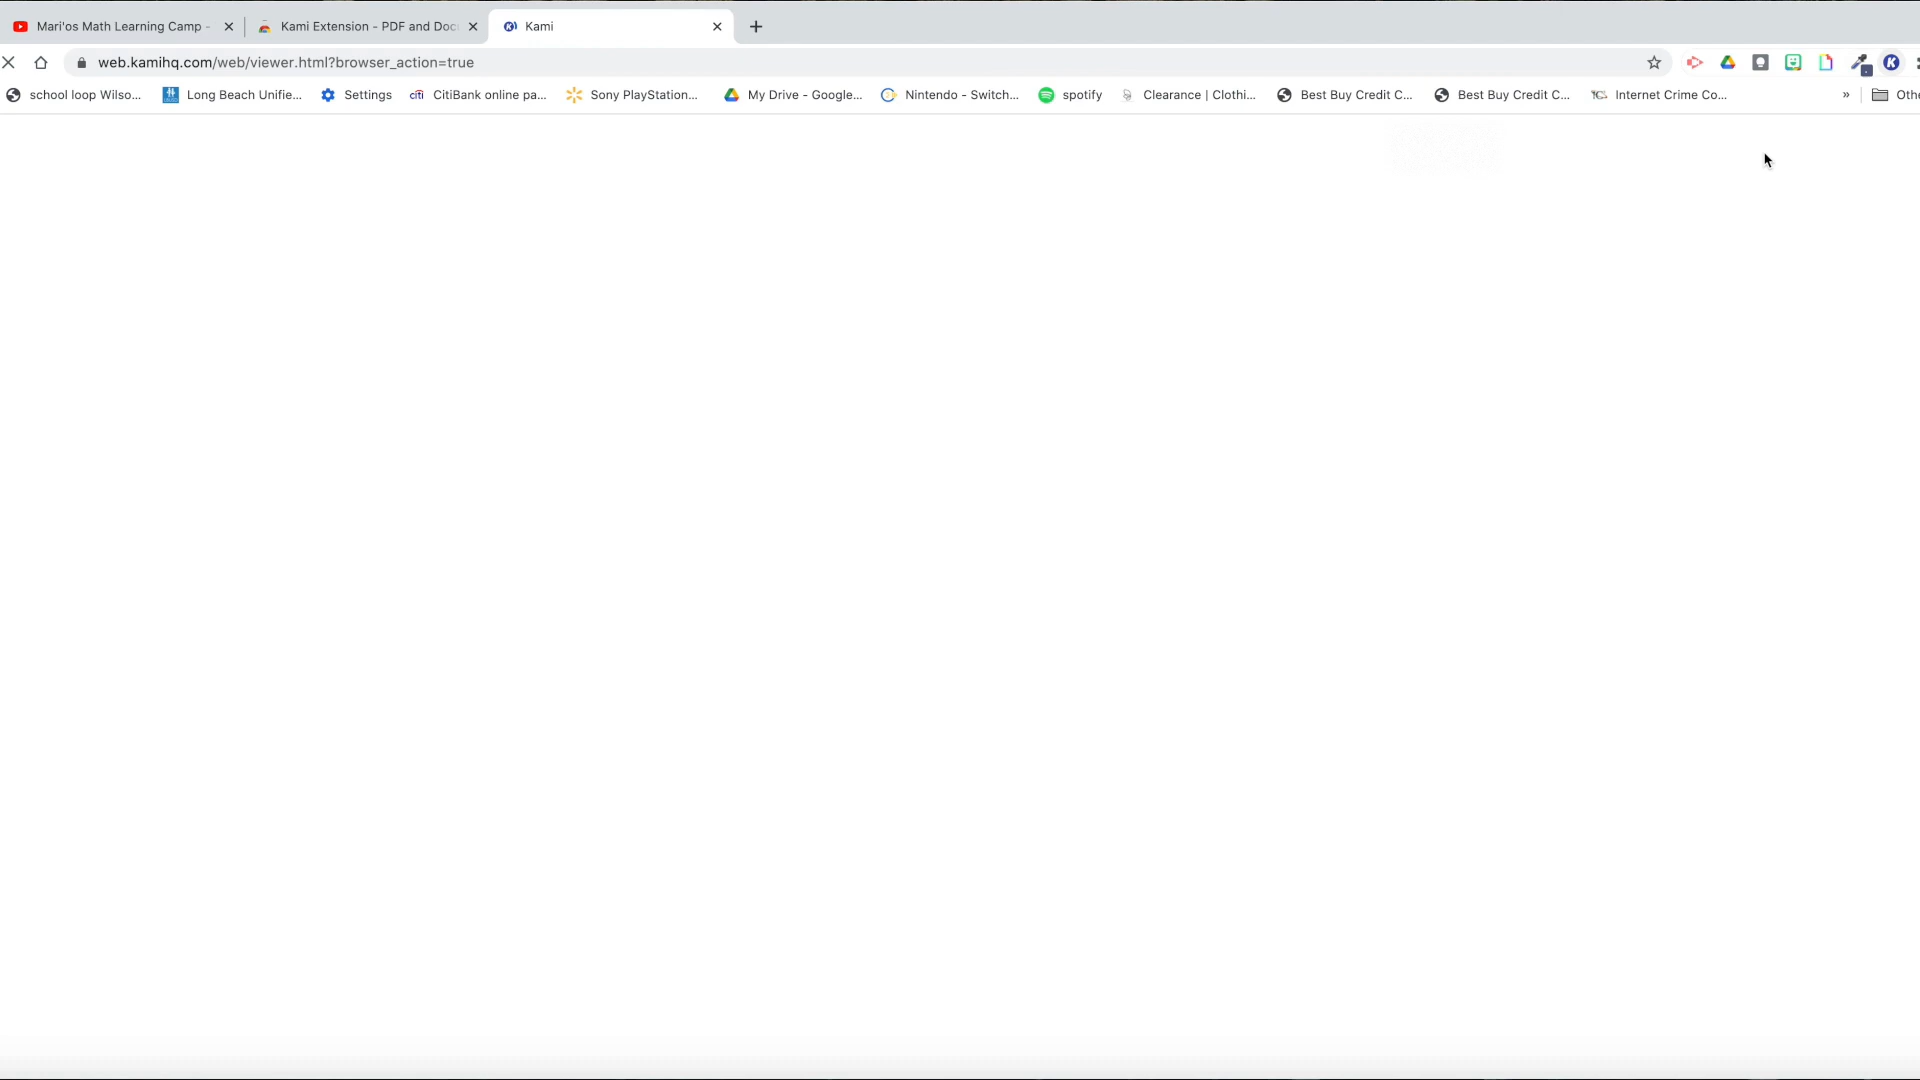 Mari'os Math Learning Camp -
Kami Extension - PDF and Doc
Kami
web.kamihq.com/web/viewer.html?browser_action=true
school loop Wilso... Long Beach Unifie... Settings citi CitiBank online pa... Sony PlayStation... My Drive - Google... Nintendo - Switch... spotify Clearance | Clothi... Best Buy Credit C... Best Buy Credit C... Internet Crime Co... » Othe